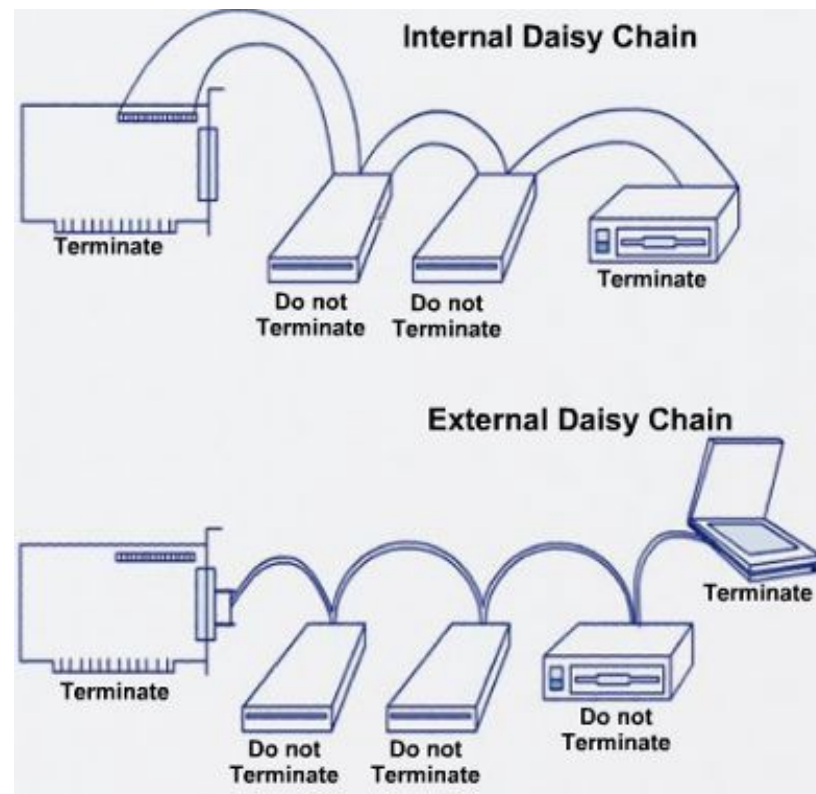 Internal Daisy Chain
Terminate
Do not
Terminate
Do not
Terminate
Terminate
External Daisy Chain
Terminate
Terminate
Do not
Terminate
Do not
Terminate
Do not
Terminate